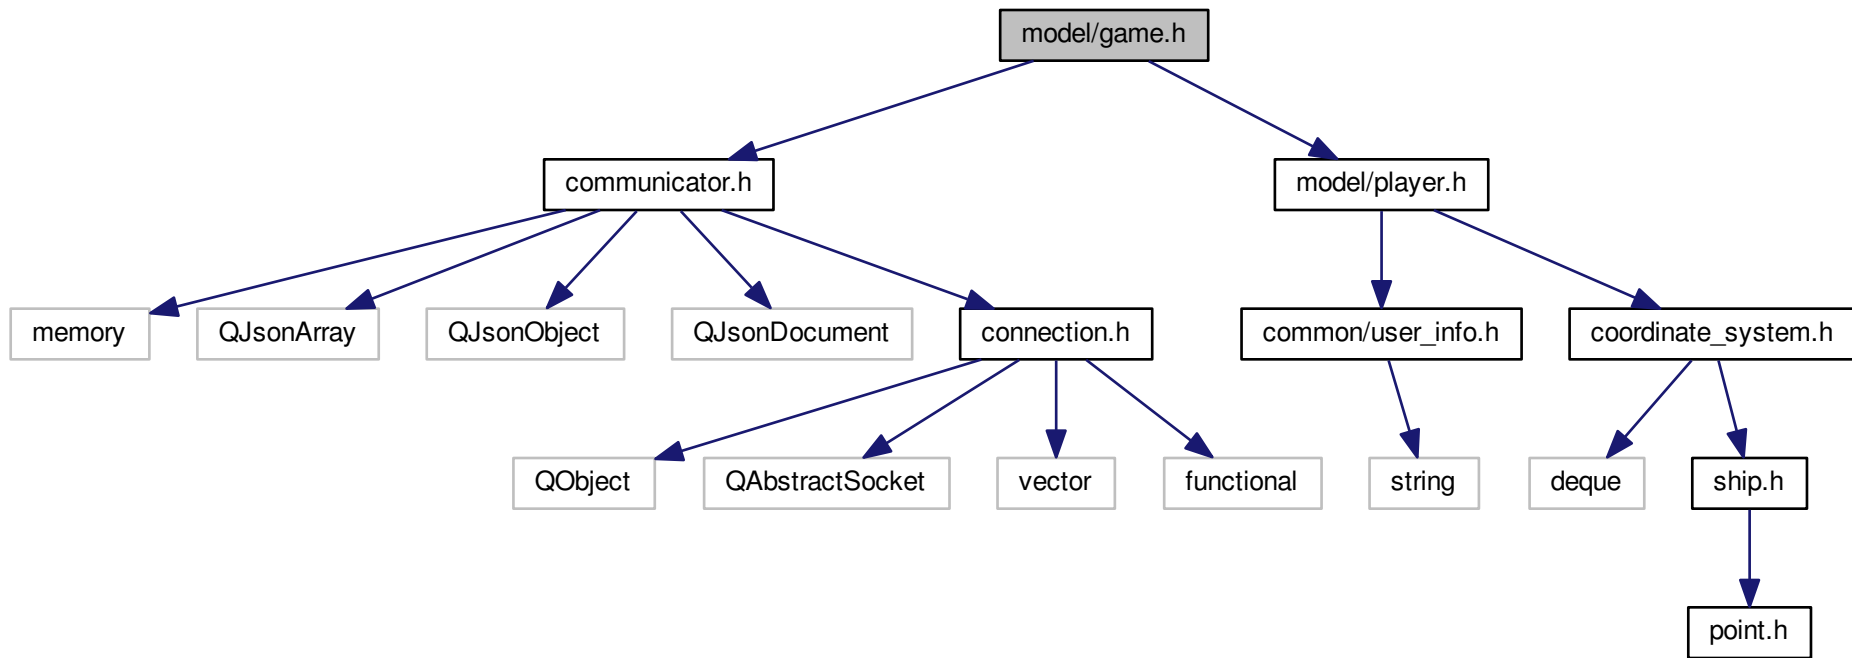 model/game.h
communicator.h
model/player.h
memory
QJsonArray
QJsonObject
QJsonDocument
connection.h
common/user_info.h
coordinate_system.h
QObject
QAbstractSocket
vector
functional
string
deque
ship.h
point.h